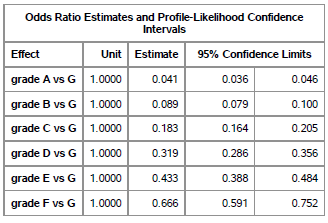 Odds Ratio Estimates and Profile-Likelihood Confidence
Intervals
Effect Unit Estimate 95% Confidence Limits
grade A vs G 1.0000 0.041 0.036 0.046
grade B vs G 1.0000 0.089 0.079 0.100
grade C vs G 1.0000 0.183 0.164 0.205
grade D vs G 1.0000 0.319 0.286 0.356
grade E vs G 1.0000 0.433 0.388 0.484
grade F vs G 1.0000 0.666 0.591 0.752